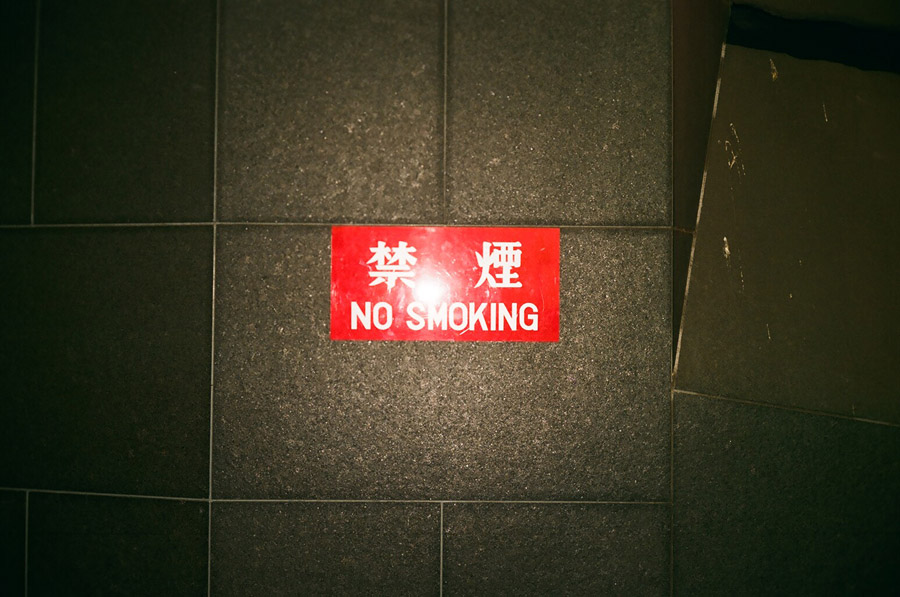 禁 煙
NO SMOKING